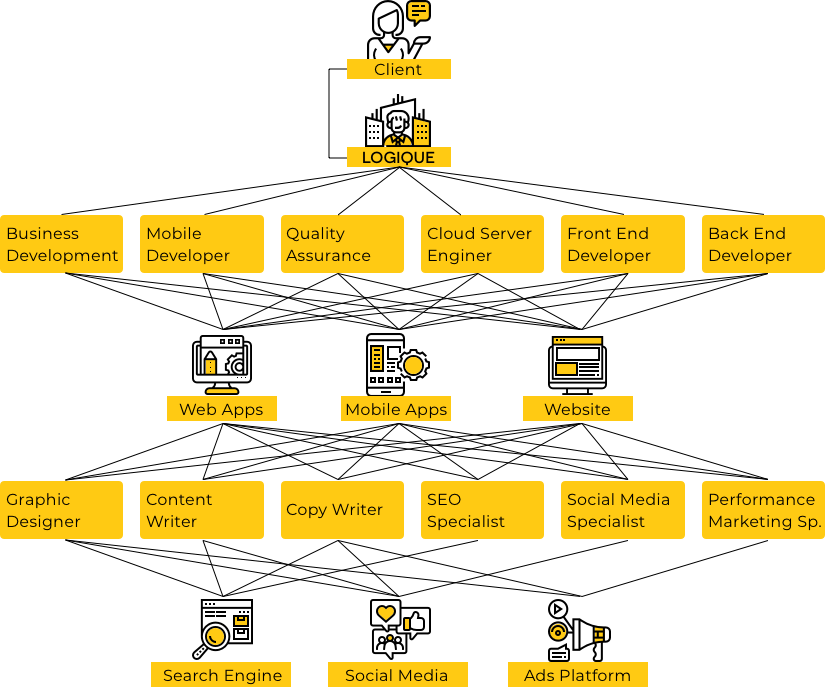 Client
LOGIQUE
Business
Development
Mobile
Developer
Quality
Assurance
Cloud Server
Enginer
Front End
Developer
Back End
Developer
Web Apps
Mobile Apps
Website
Graphic
Designer
Content
Writer
Copy Writer
SEO
Specialist
Social Media
Specialist
Performance
Marketing Sp.
Search Engine
Social Media
Ads Platform